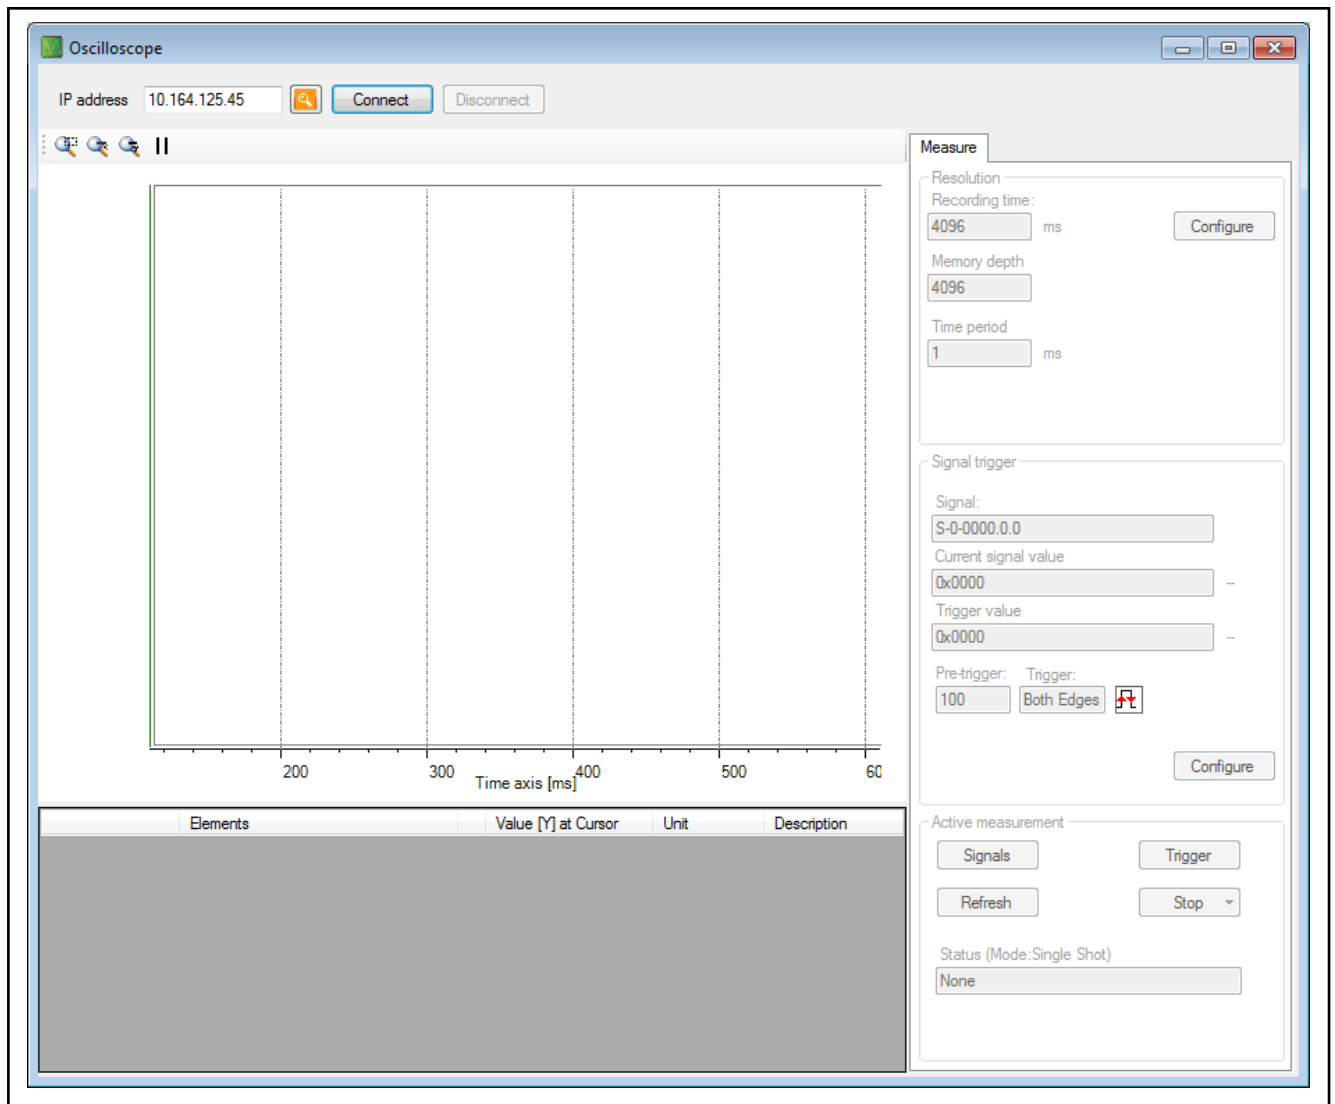 Oscilloscope
IP address 10.164.125.45 Connect Disconnect
Measure
Resolution
Recording time:
4096 ms Configure
Memory depth
4096
Time period
1 ms
Signal trigger
Signal:
S-0-0000.0.0
Current signal value
0x0000 --
Trigger value
0x0000 --
Pre-trigger: Trigger:
100 Both Edges
Configure
200 300 400 500 60
Time axis [ms]
Elements Value [Y] at Cursor Unit Description
Active measurement
Signals Trigger
Refresh Stop
Status (Mode:Single Shot)
None